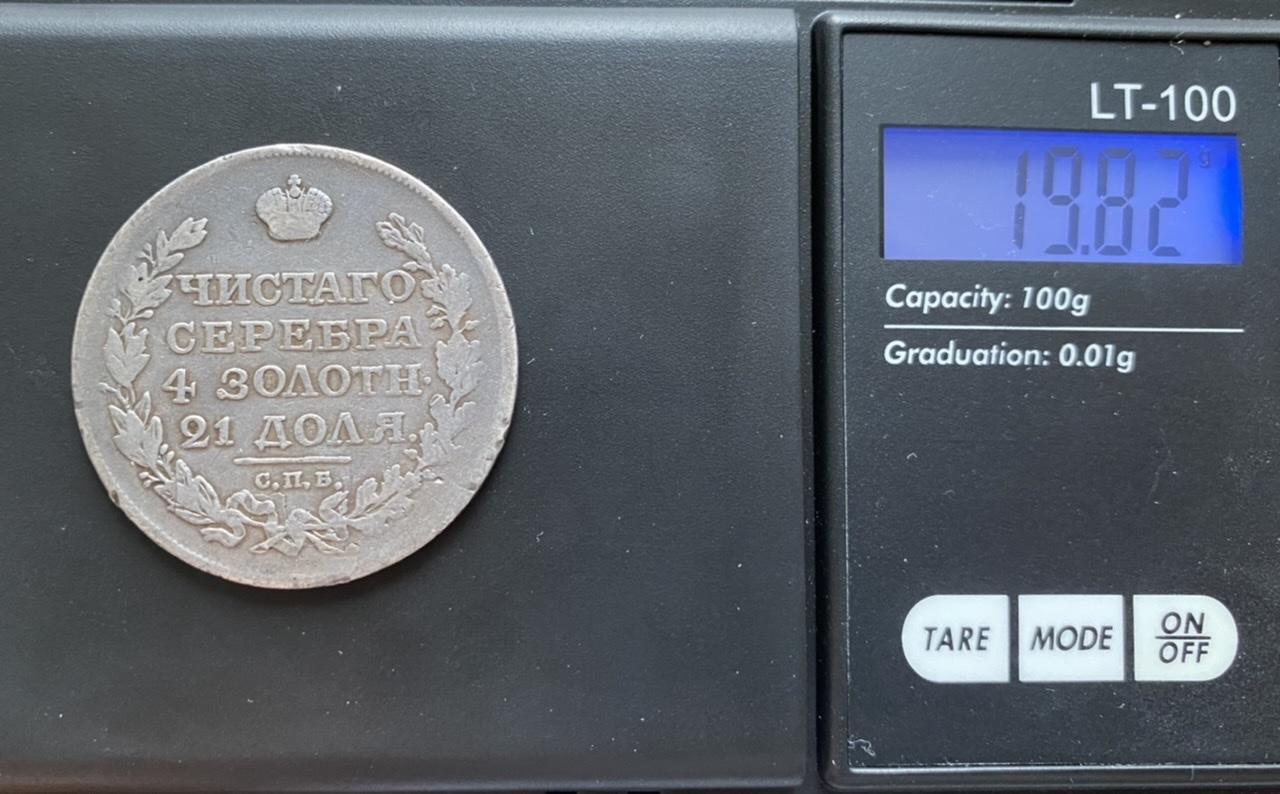 ЧИСТАГО
СЕРЕБРА
4 ЗОЛОТН.
21 ДОЛЯ.
С.П.Б.
LT-100
19.82 g
Capacity: 100g
Graduation: 0.01g
TARE
MODE
ON
OFF